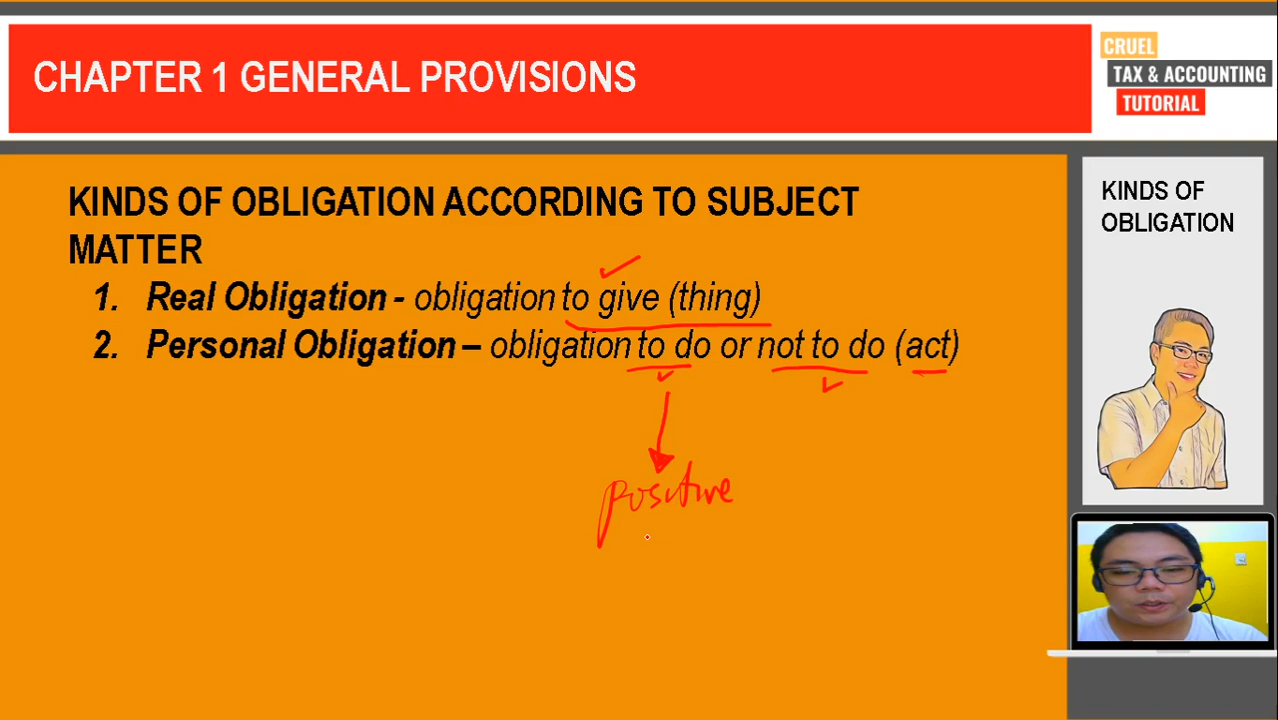 CHAPTER 1 GENERAL PROVISIONS
CRUEL
TAX & ACCOUNTING
TUTORIAL
KINDS OF OBLIGATION ACCORDING TO SUBJECT
MATTER
1. Real Obligation - obligation to give (thing)
2. Personal Obligation – obligation to do or not to do (act)
positive
KINDS OF
OBLIGATION